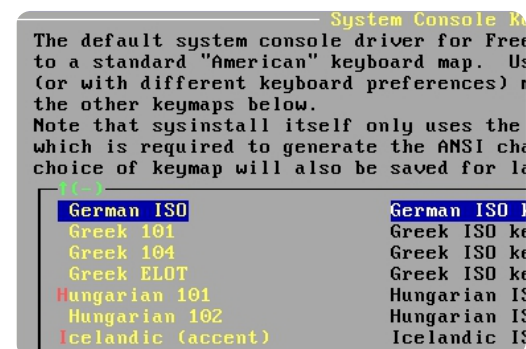 System Console
The default system console driver for
to a standard "American" keyboard map.
(or with different keyboard preferences)
the other keymaps below.
Note that sysinstall itself only uses the
which is required to generate the ANSI
choice of keymap will also be saved for
↑(-)
German ISO German ISO
Greek 101 Greek ISO
Greek 104 Greek ISO
Greek ELOT Greek ISO
Hungarian 101 Hungarian
Hungarian 102 Hungarian
Icelandic (accent) Icelandic